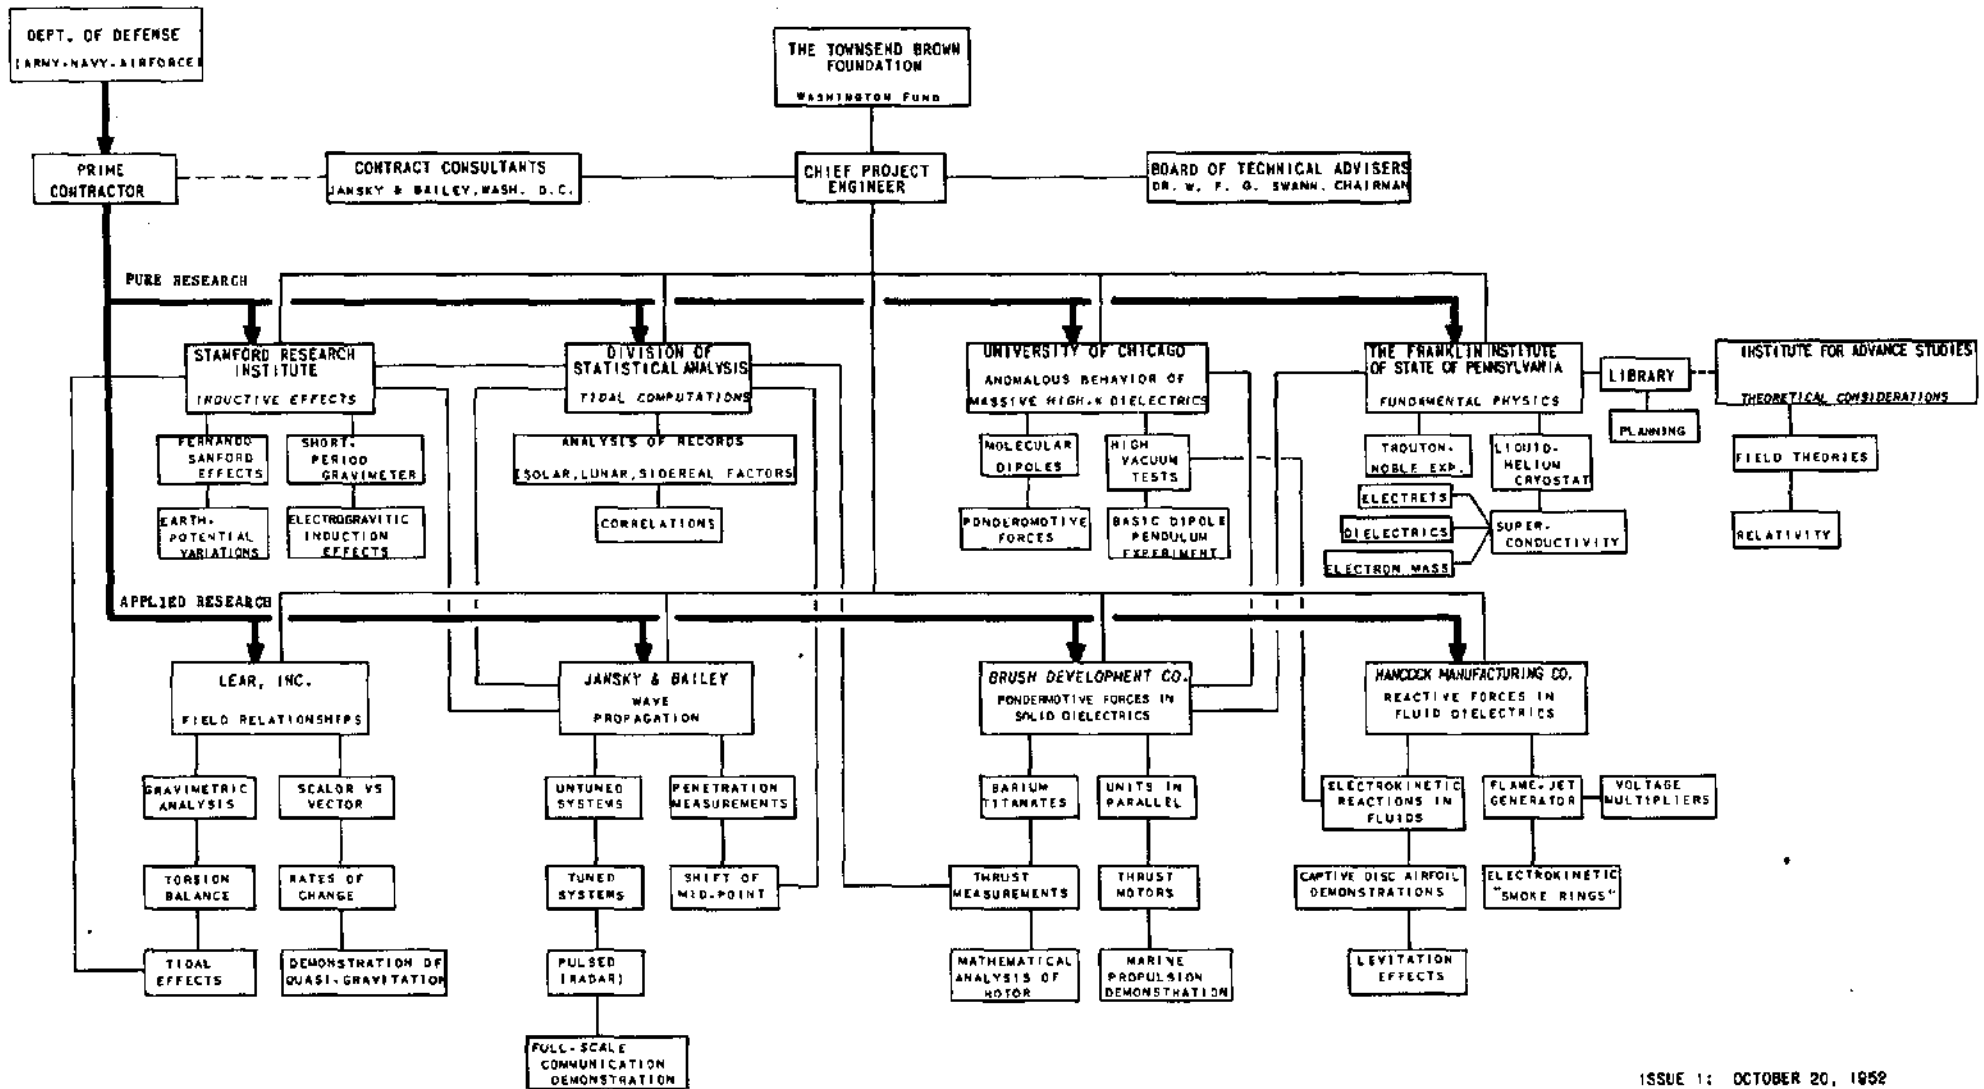 DEPT. OF DEFENSE
(ARMY-NAVY-AIRFORCE)
THE TOWNSEND BROWN
FOUNDATION
WASHINGTON FUND
PRIME
CONTRACTOR
CONTRACT CONSULTANTS
JANSKY & BAILEY, WASH. D.C.
CHIEF PROJECT
ENGINEER
BOARD OF TECHNICAL ADVISERS
DR. W. F. G. SWANN, CHAIRMAN
PURE RESEARCH
STANFORD RESEARCH
INSTITUTE
INDUCTIVE EFFECTS
DIVISION OF
STATISTICAL ANALYSIS
TIDAL COMPUTATIONS
UNIVERSITY OF CHICAGO
ANOMALOUS BEHAVIOR OF
MASSIVE HIGH-K DIELECTRICS
THE FRANKLIN INSTITUTE
OF STATE OF PENNSYLVANIA
FUNDAMENTAL PHYSICS
LIBRARY
PLANNING
INSTITUTE FOR ADVANCE STUDIES
THEORETICAL CONSIDERATIONS
FERNANDO
SANFORD
EFFECTS
SHORT-
PERIOD
GRAVIMETER
ANALYSIS OF RECORDS
(SOLAR, LUNAR, SIDEREAL FACTORS
MOLECULAR
DIPOLES
HIGH
VACUUM
TESTS
TROUTON-
NOBLE EXP.
LIQUID-
HELIUM
CRYOSTAT
FIELD THEORIES
EARTH-
POTENTIAL
VARIATIONS
ELECTROGRAVITIC
INDUCTION
EFFECTS
CORRELATIONS
PONDEROMOTIVE
FORCES
BASIC DIPOLE
PENDULUM
EXPERIMENT
ELECTRETS
DIELECTRICS
ELECTRON MASS
SUPER-
CONDUCTIVITY
RELATIVITY
APPLIED RESEARCH
LEAR, INC.
FIELD RELATIONSHIPS
JANSKY & BAILEY
WAVE
PROPAGATION
BRUSH DEVELOPMENT CO.
PONDERMOTIVE FORCES IN
SOLID DIELECTRICS
HANCOCK MANUFACTURING CO.
REACTIVE FORCES IN
FLUID DIELECTRICS
GRAVIMETRIC
ANALYSIS
SCALOR VS
VECTOR
UNTUNED
SYSTEMS
PENETRATION
MEASUREMENTS
BARIUM
TITANATES
UNITS IN
PARALLEL
ELECTROKINETIC
REACTIONS IN
FLUIDS
FLAME-JET
GENERATOR
VOLTAGE
MULTIPLIERS
TORSION
BALANCE
RATES OF
CHANGE
TUNED
SYSTEMS
SHIFT OF
MID-POINT
THRUST
MEASUREMENTS
THRUST
MOTORS
CAPTIVE DISC AIRFOIL
DEMONSTRATIONS
ELECTROKINETIC
"SMOKE RINGS"
TIDAL
EFFECTS
DEMONSTRATION OF
QUASI-GRAVITATION
PULSED
(RADAR)
MATHEMATICAL
ANALYSIS OF
ROTOR
MARINE
PROPULSION
DEMONSTRATION
LEVITATION
EFFECTS
FULL-SCALE
COMMUNICATION
DEMONSTRATION
ISSUE 1: OCTOBER 20, 1952